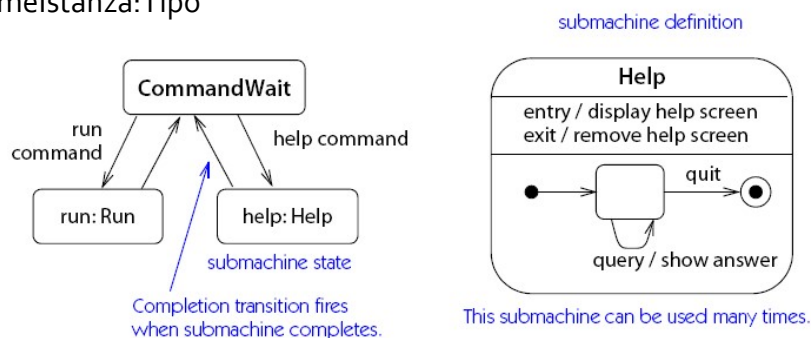 submachine definition
CommandWait
run
command
help command
run: Run
help: Help
submachine state
Completion transition fires
when submachine completes.
Help
entry / display help screen
exit / remove help screen
quit
query / show answer
This submachine can be used many times.